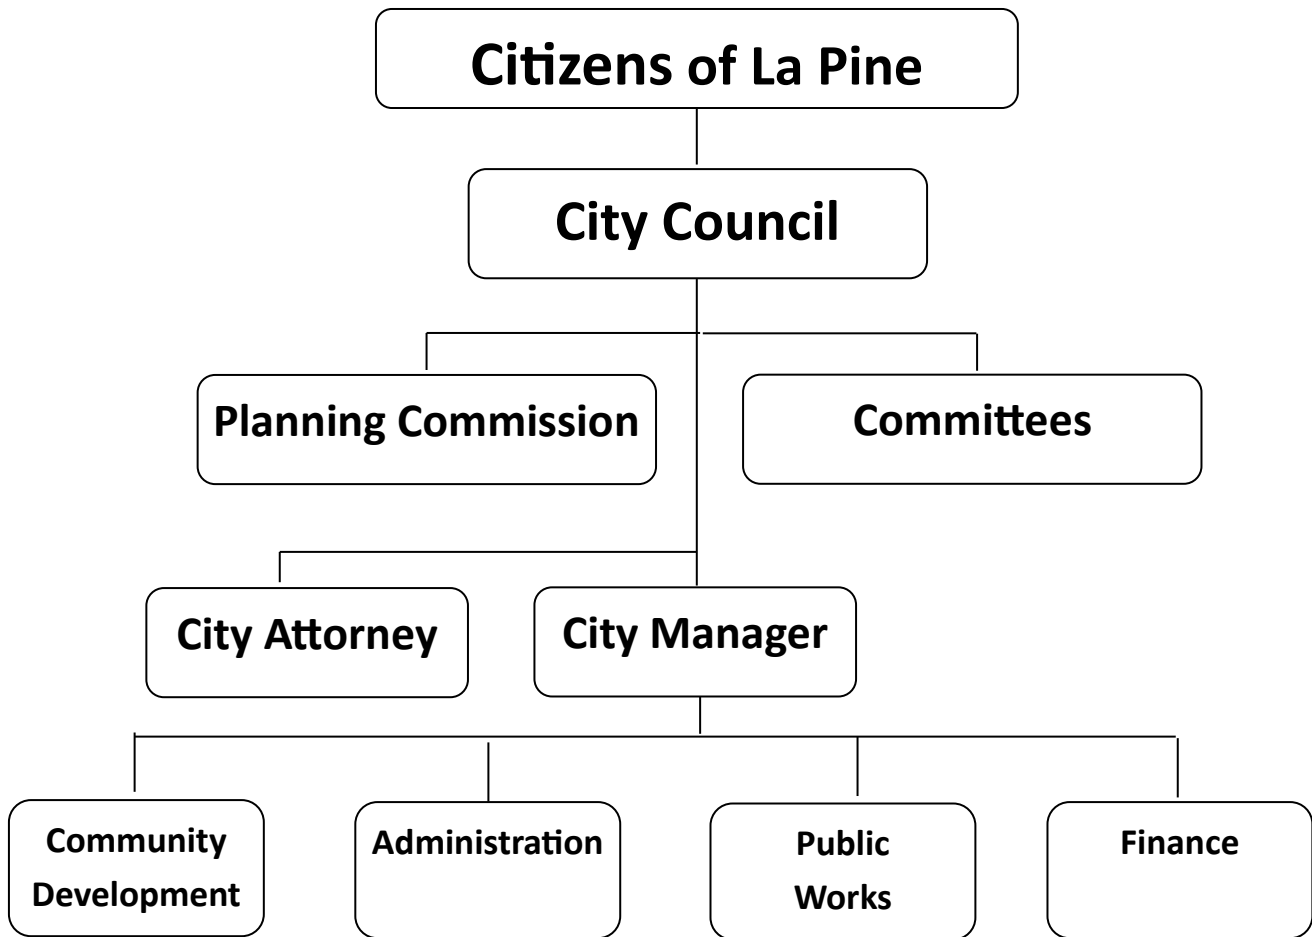 Citizens of La Pine
City Council
Planning Commission
Committees
City Attorney
City Manager
Community
Development
Administration
Public
Works
Finance